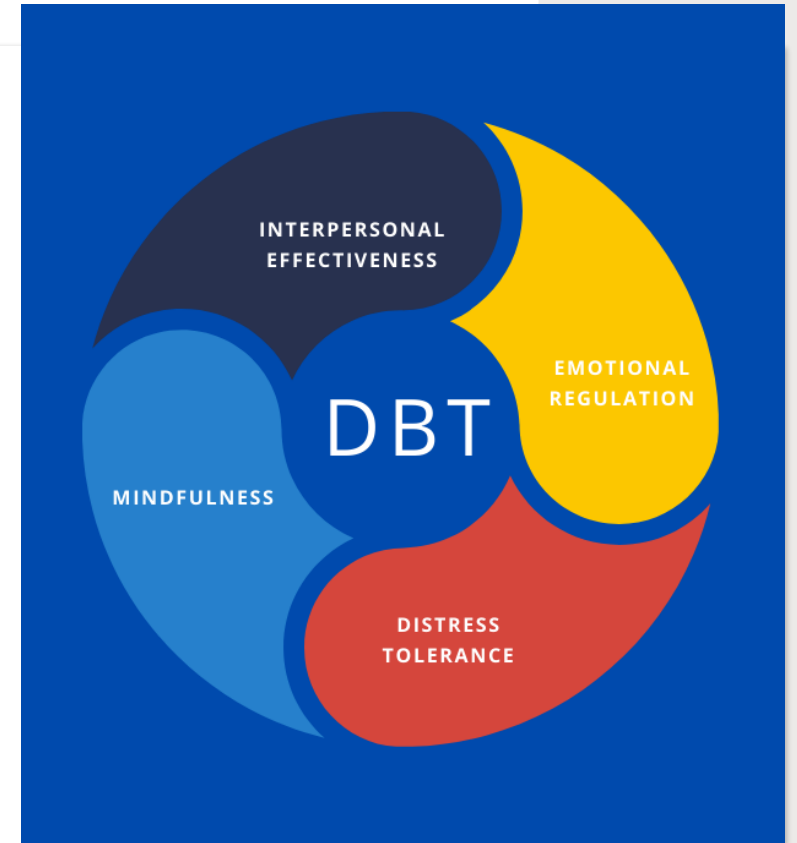 INTERPERSONAL
EFFECTIVENESS
EMOTIONAL
REGULATION
DBT
MINDFULNESS
DISTRESS
TOLERANCE